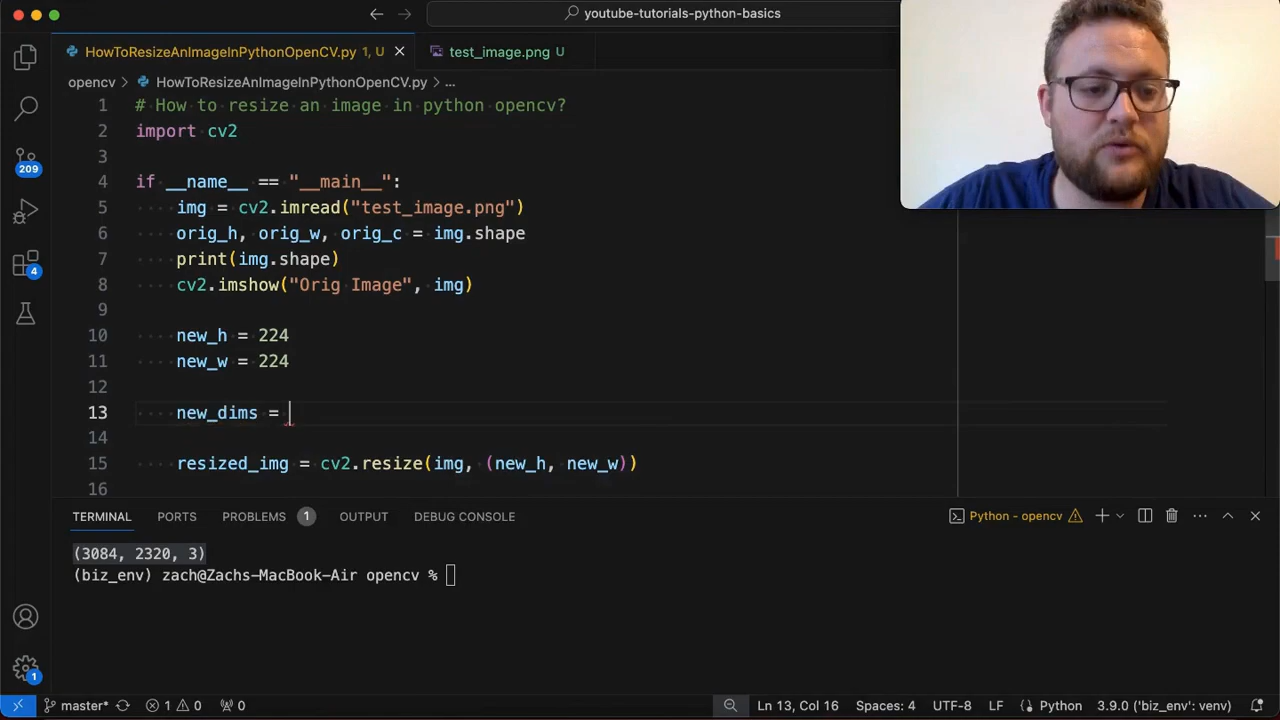 youtube-tutorials-python-basics
HowToResizeAnImageInPythonOpenCV.py 1, U
test_image.png U
opencv > HowToResizeAnImageInPythonOpenCV.py > ...
1 # How to resize an image in python opencv?
2 import cv2
3
4 if __name__ == "__main__":
5 img = cv2.imread("test_image.png")
6 orig_h, orig_w, orig_c = img.shape
7 print(img.shape)
8 cv2.imshow("Orig Image", img)
9
10 new_h = 224
11 new_w = 224
12
13 new_dims =
14
15 resized_img = cv2.resize(img, (new_h, new_w))
16
209
4
1
TERMINAL PORTS PROBLEMS 1 OUTPUT DEBUG CONSOLE
Python - opencv
(3084, 2320, 3)
(biz_env) zach@Zachs-MacBook-Air opencv %
master* 1 0 0
Ln 13, Col 16 Spaces: 4 UTF-8 LF Python 3.9.0 ('biz_env': venv)